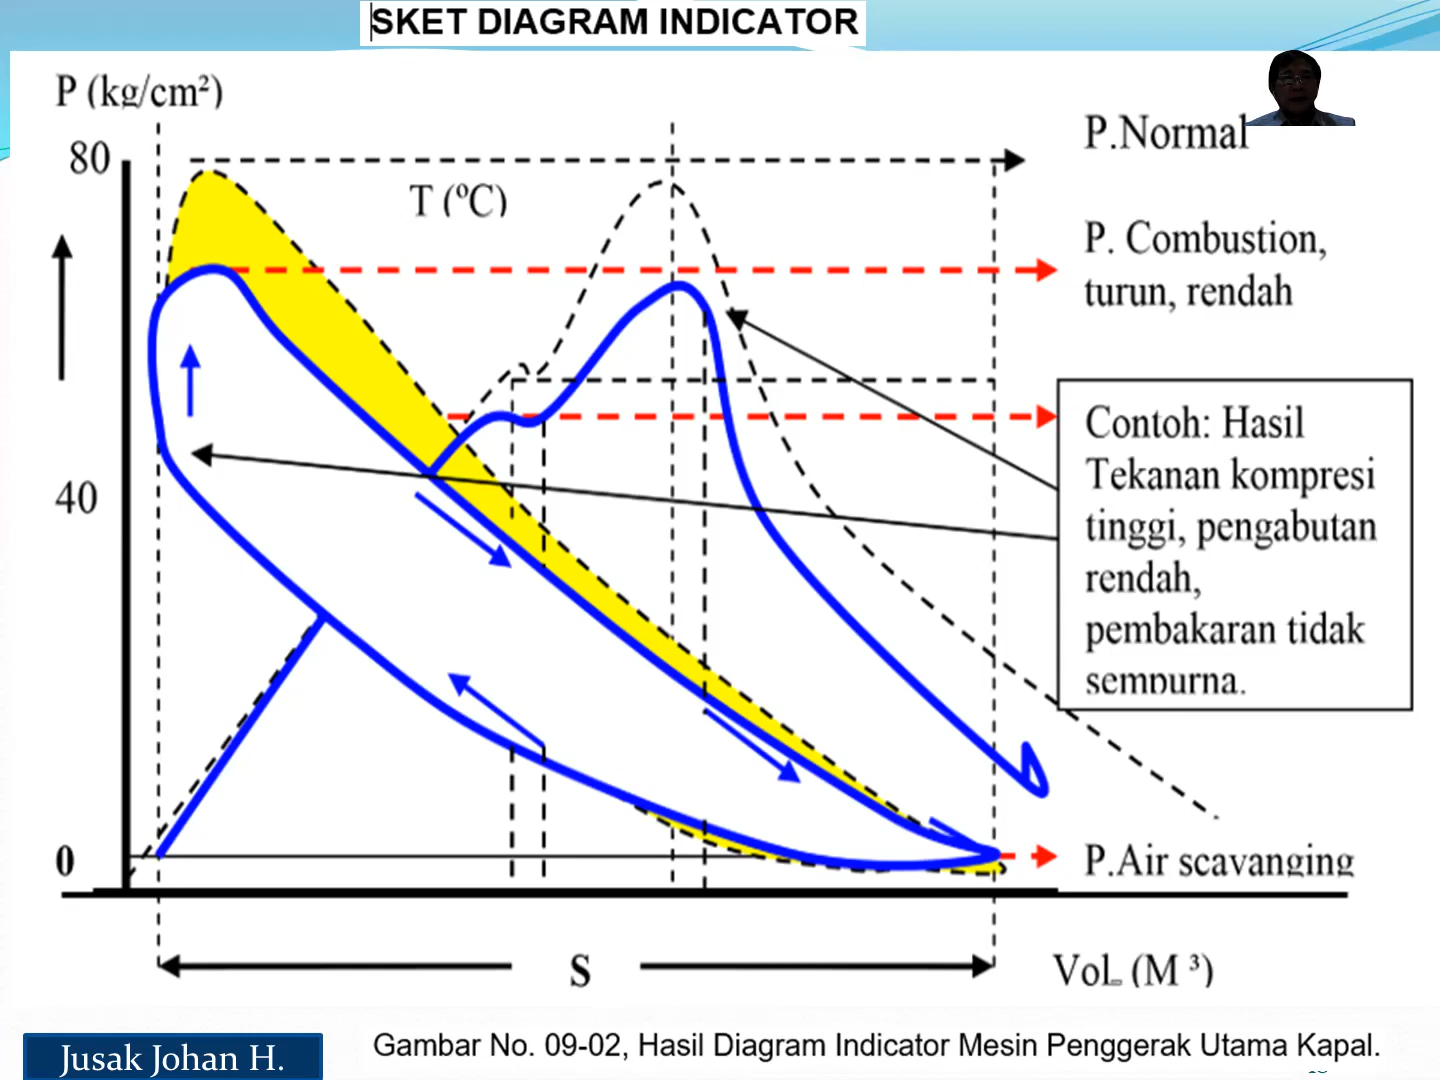 SKET DIAGRAM INDICATOR
P (kg/cm²)
80
T (ºC)
P.Normal
P. Combustion,
turun, rendah
40
Contoh: Hasil
Tekanan kompresi
tinggi, pengabutan
rendah,
pembakaran tidak
sempurna.
0
P.Air scavanging
S
Vol. (M ³)
Jusak Johan H.
Gambar No. 09-02, Hasil Diagram Indicator Mesin Penggerak Utama Kapal.